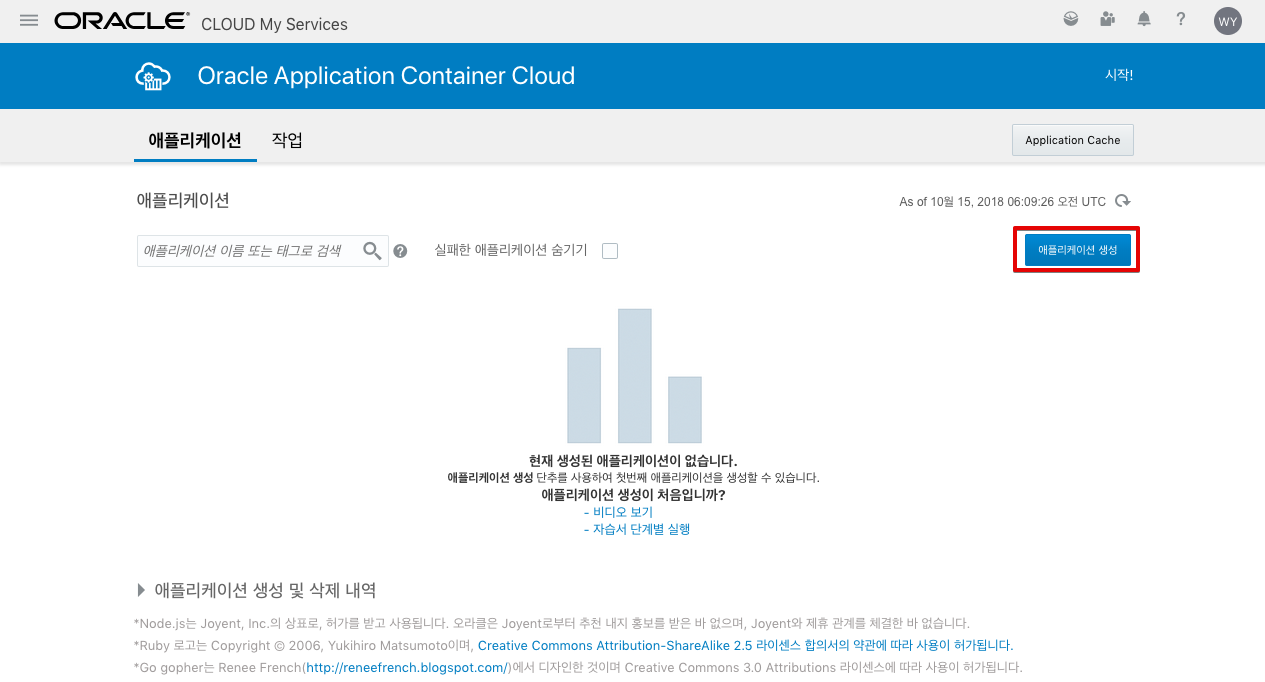 ORACLE® CLOUD My Services
? WY
Oracle Application Container Cloud
시작!
애플리케이션 작업
Application Cache
애플리케이션
As of 10월 15, 2018 06:09:26 오전 UTC
애플리케이션 이름 또는 태그로 검색 ? 실패한 애플리케이션 숨기기
애플리케이션 생성
현재 생성된 애플리케이션이 없습니다.
애플리케이션 생성 단추를 사용하여 첫번째 애플리케이션을 생성할 수 있습니다.
애플리케이션 생성이 처음입니까?
- 비디오 보기
- 자습서 단계별 실행
애플리케이션 생성 및 삭제 내역
*Node.js는 Joyent, Inc.의 상표로, 허가를 받고 사용됩니다. 오라클은 Joyent로부터 추천 내지 홍보를 받은 바 없으며, Joyent와 제휴 관계를 체결한 바 없습니다.
*Ruby 로고는 Copyright © 2006, Yukihiro Matsumoto이며, Creative Commons Attribution-ShareAlike 2.5 라이센스 합의서의 약관에 따라 사용이 허가됩니다.
*Go gopher는 Renee French(http://reneefrench.blogspot.com/)에서 디자인한 것이며 Creative Commons 3.0 Attributions 라이센스에 따라 사용이 허가됩니다.